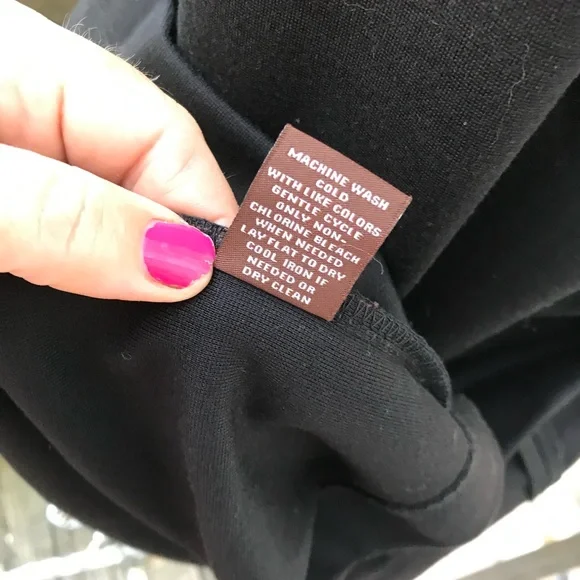 MACHINE WASH
COLD
WITH LIKE COLORS
GENTLE CYCLE
ONLY NON-
CHLORINE BLEACH
WHEN NEEDED
LAY FLAT TO DRY
COOL IRON IF
NEEDED OR
DRY CLEAN